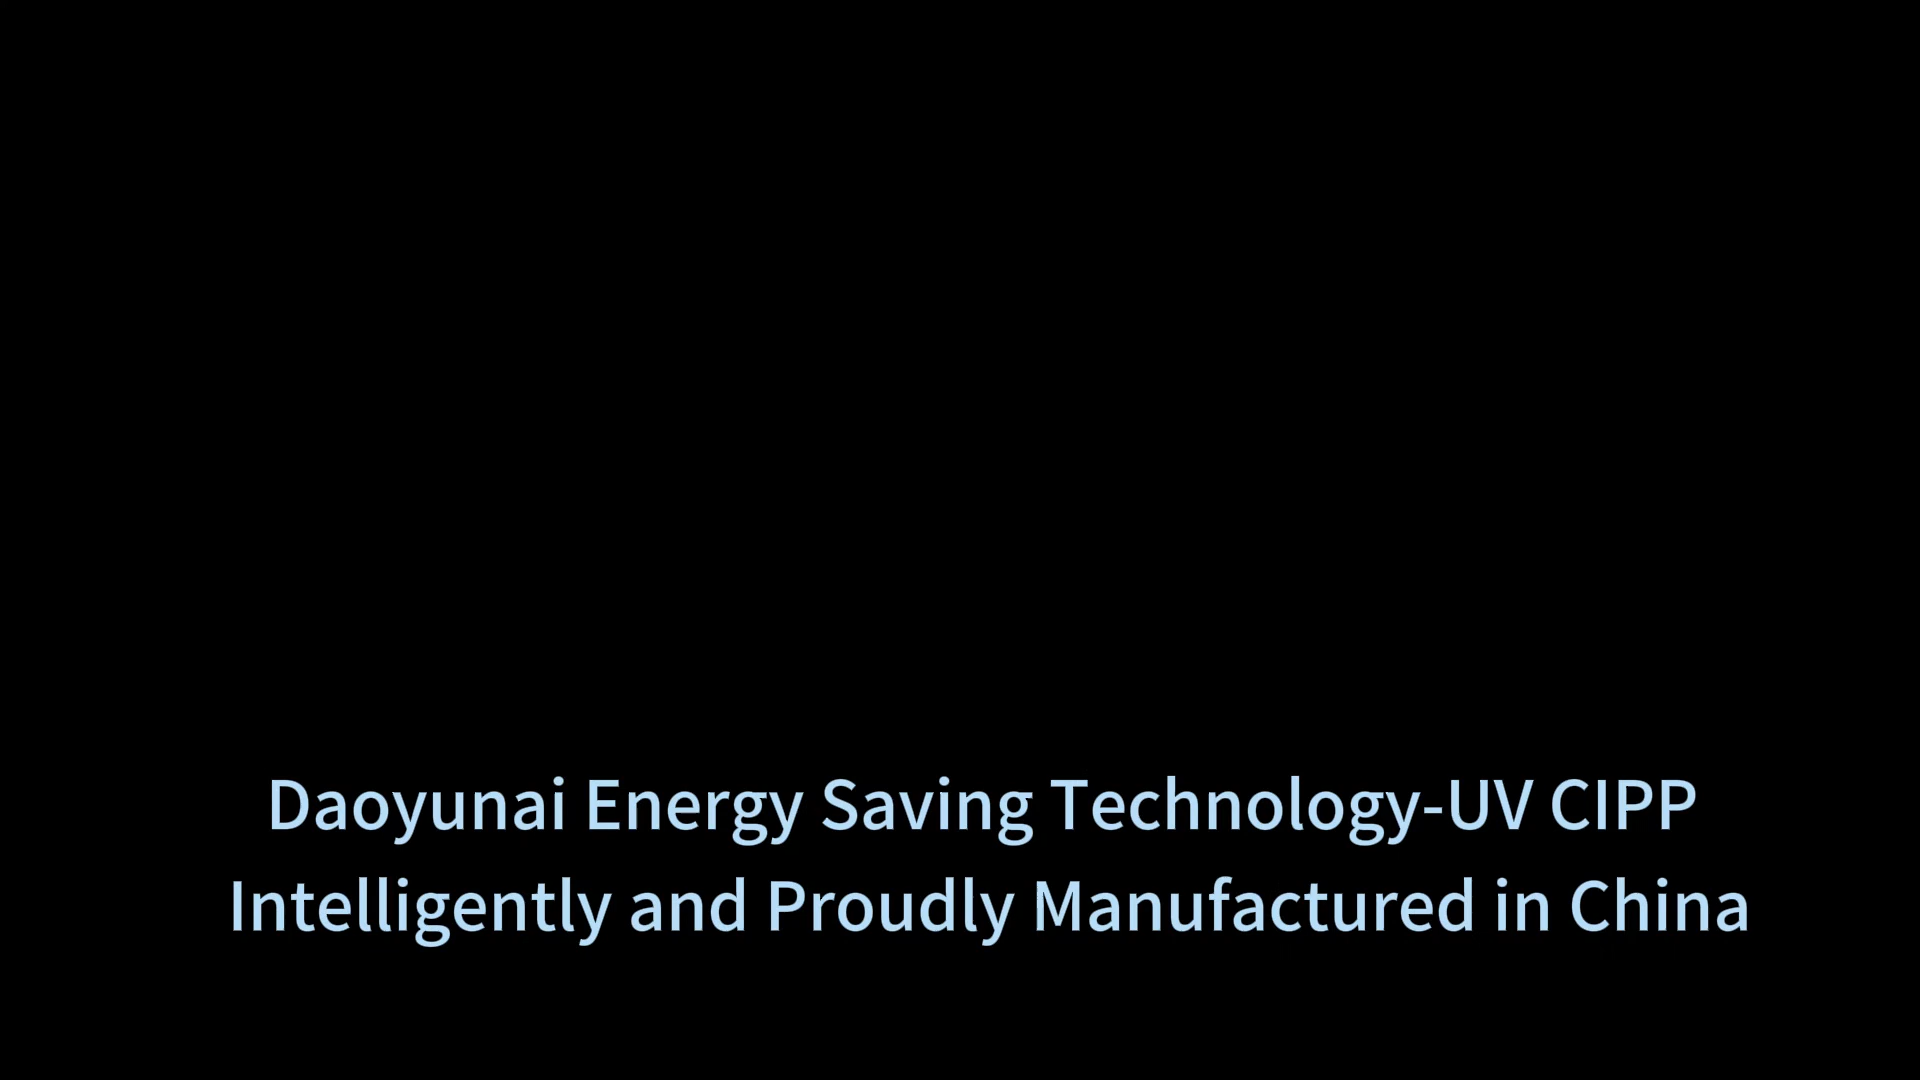 Daoyunai Energy Saving Technology-UV CIPP
Intelligently and Proudly Manufactured in China